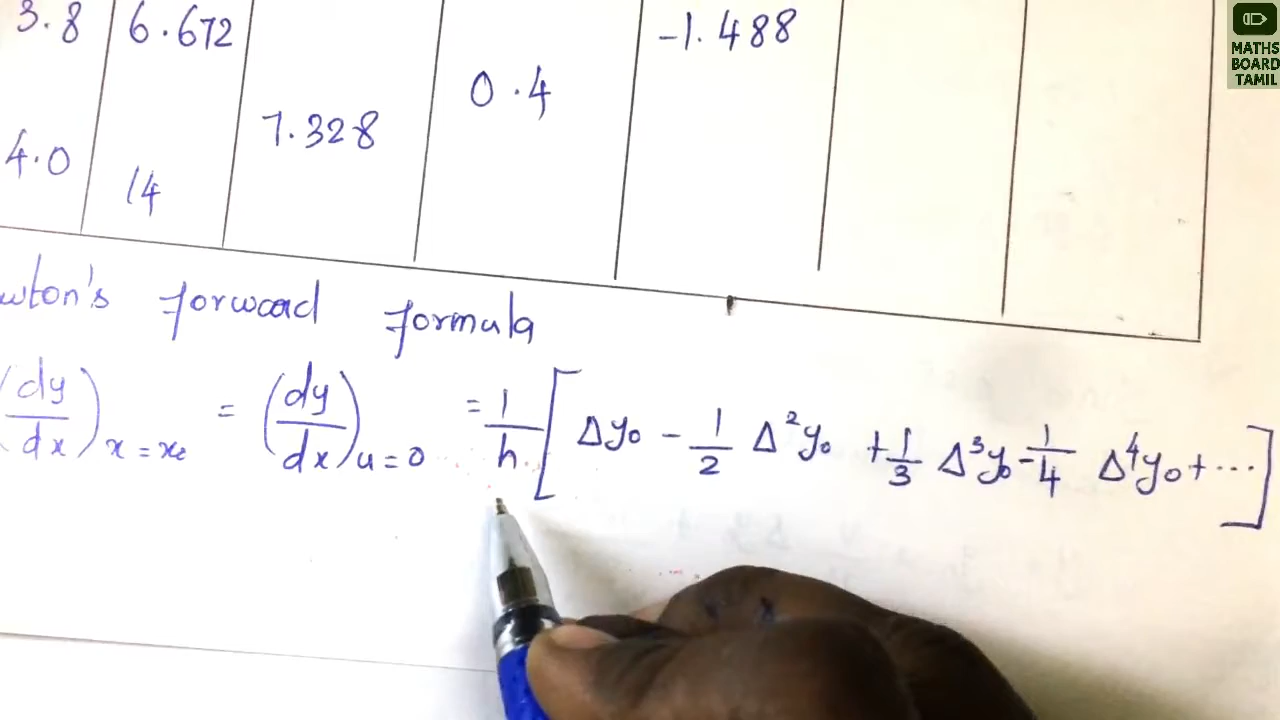 3.8 6.672 -1.488
0.4
7.328
4.0 14
wton's forward formula
(dy/dx)x=x₀ = (dy/dx)u=0 = 1/h [Δy₀ - 1/2 Δ²y₀ + 1/3 Δ³y₀ - 1/4 Δ⁴y₀ + ...]
MATHS
BOARD
TAMIL